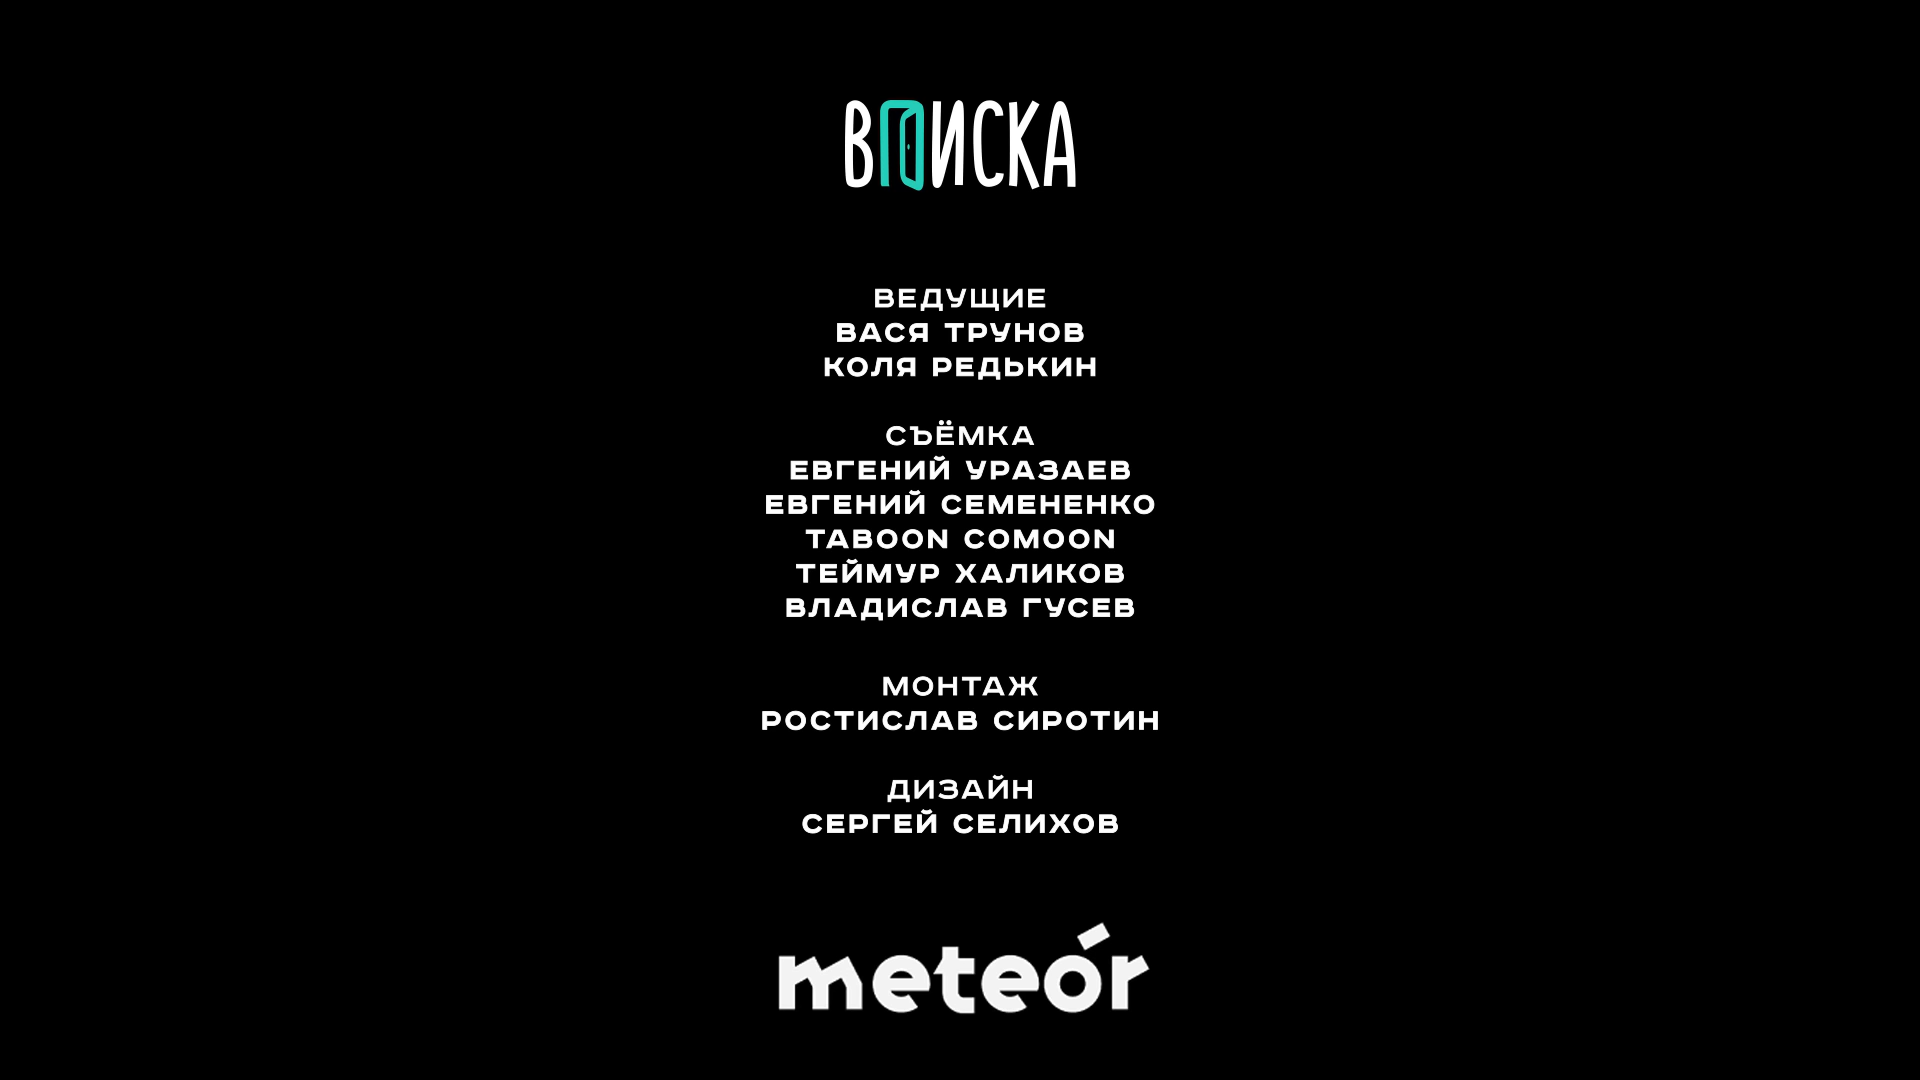 ВПИСКА
ВЕДУЩИЕ
ВАСЯ ТРУНОВ
КОЛЯ РЕДЬКИН
СЪЁМКА
ЕВГЕНИЙ УРАЗАЕВ
ЕВГЕНИЙ СЕМЕНЕНКО
TABOON COMOON
ТЕЙМУР ХАЛИКОВ
ВЛАДИСЛАВ ГУСЕВ
МОНТАЖ
РОСТИСЛАВ СИРОТИН
ДИЗАЙН
СЕРГЕЙ СЕЛИХОВ
meteór